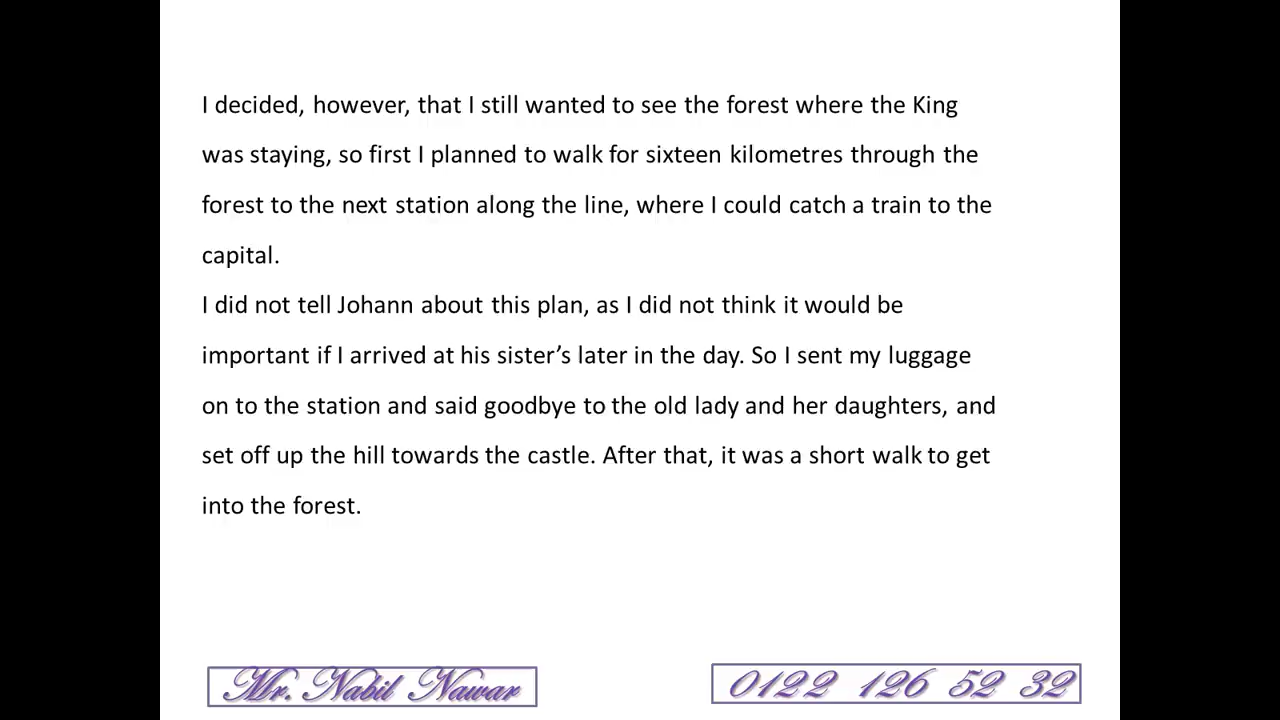 I decided, however, that I still wanted to see the forest where the King
was staying, so first I planned to walk for sixteen kilometres through the
forest to the next station along the line, where I could catch a train to the
capital.
I did not tell Johann about this plan, as I did not think it would be
important if I arrived at his sister’s later in the day. So I sent my luggage
on to the station and said goodbye to the old lady and her daughters, and
set off up the hill towards the castle. After that, it was a short walk to get
into the forest.
Mr. Nabil Nawar
0122 126 52 32